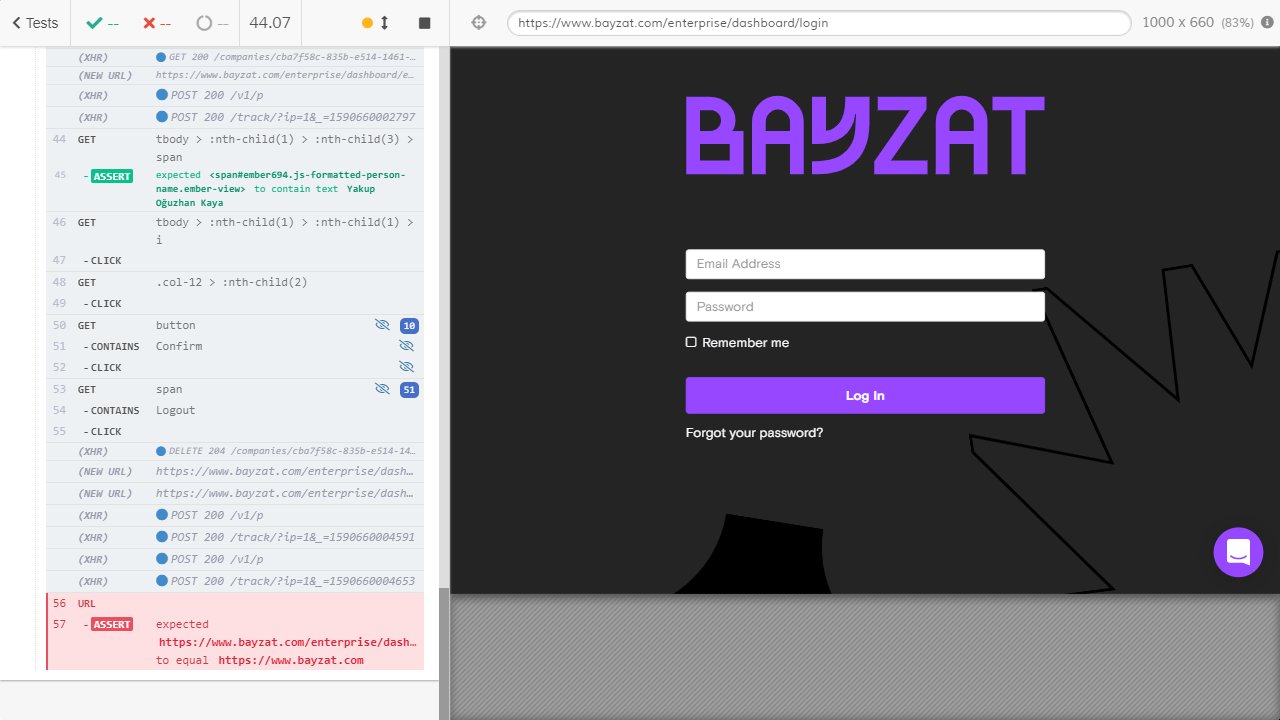 Tests
--
--
--
44.07
https://www.bayzat.com/enterprise/dashboard/login
1000 x 660 (83%)
(XHR) GET 200 /companies/cba7f58c-835b-e514-1461-…
(NEW URL) https://www.bayzat.com/enterprise/dashboard/e…
(XHR) POST 200 /v1/p
(XHR) POST 200 /track/?ip=1&_=1590660002797
44 GET tbody > :nth-child(1) > :nth-child(3) >
span
45 -ASSERT expected <span#ember694.js-formatted-person-
name.ember-view> to contain text Yakup
Oğuzhan Kaya
46 GET tbody > :nth-child(1) > :nth-child(1) >
i
47 -CLICK
48 GET .col-12 > :nth-child(2)
49 -CLICK
50 GET button 10
51 -CONTAINS Confirm
52 -CLICK
53 GET span 51
54 -CONTAINS Logout
55 -CLICK
(XHR) DELETE 204 /companies/cba7f58c-835b-e514-14…
(NEW URL) https://www.bayzat.com/enterprise/dash…
(NEW URL) https://www.bayzat.com/enterprise/dash…
(XHR) POST 200 /v1/p
(XHR) POST 200 /track/?ip=1&_=1590660004591
(XHR) POST 200 /v1/p
(XHR) POST 200 /track/?ip=1&_=1590660004653
56 URL
57 -ASSERT expected
https://www.bayzat.com/enterprise/dash…
to equal https://www.bayzat.com
BAYZAT
Email Address
Password
Remember me
Log In
Forgot your password?